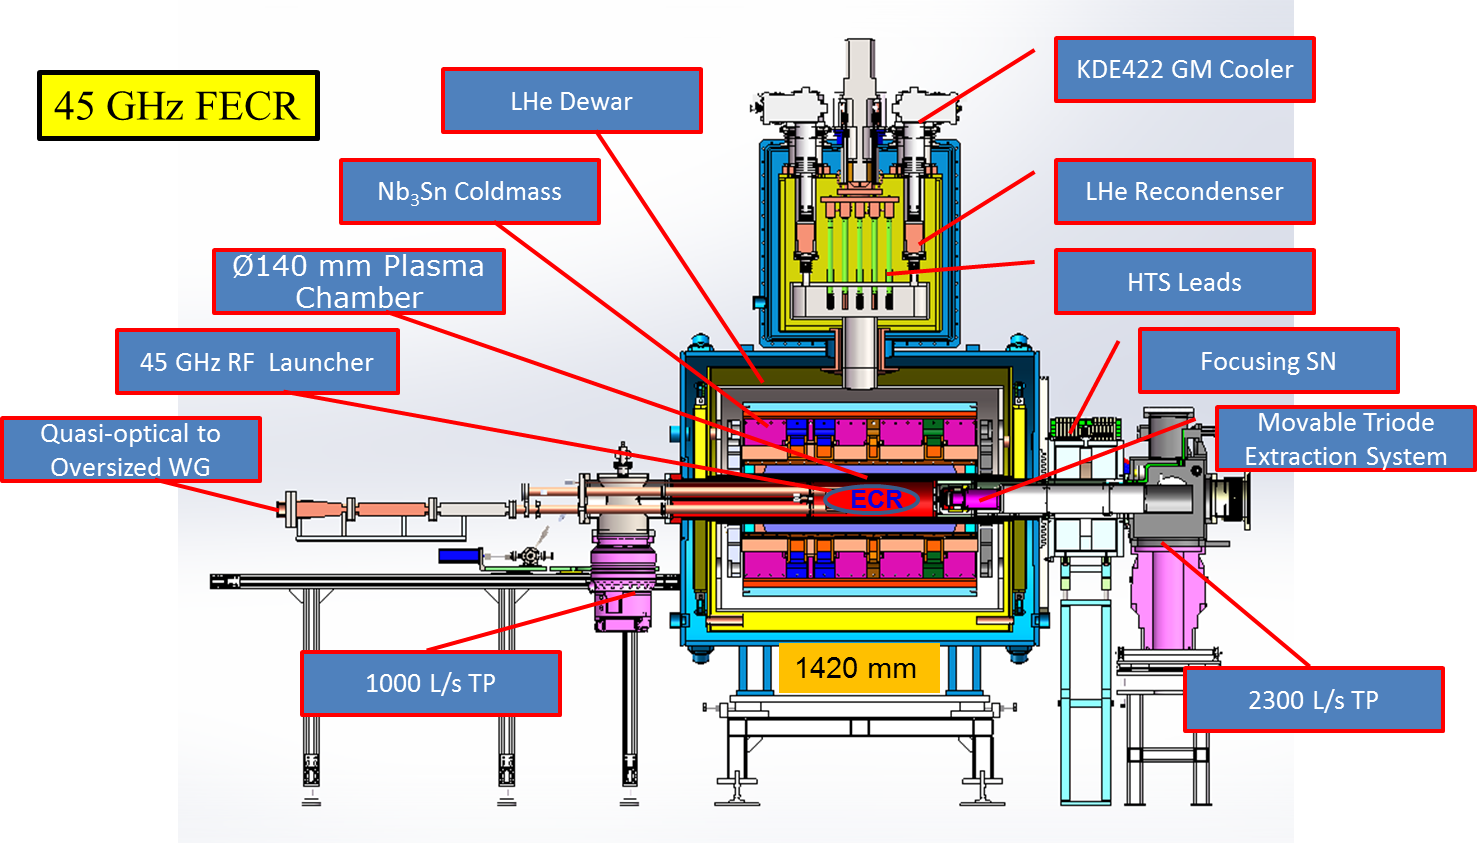 45 GHz FECR
LHe Dewar
KDE422 GM Cooler
Nb₃Sn Coldmass
LHe Recondenser
Ø140 mm Plasma
Chamber
HTS Leads
45 GHz RF Launcher
Focusing SN
Quasi-optical to
Oversized WG
Movable Triode
Extraction System
ECR
1420 mm
1000 L/s TP
2300 L/s TP